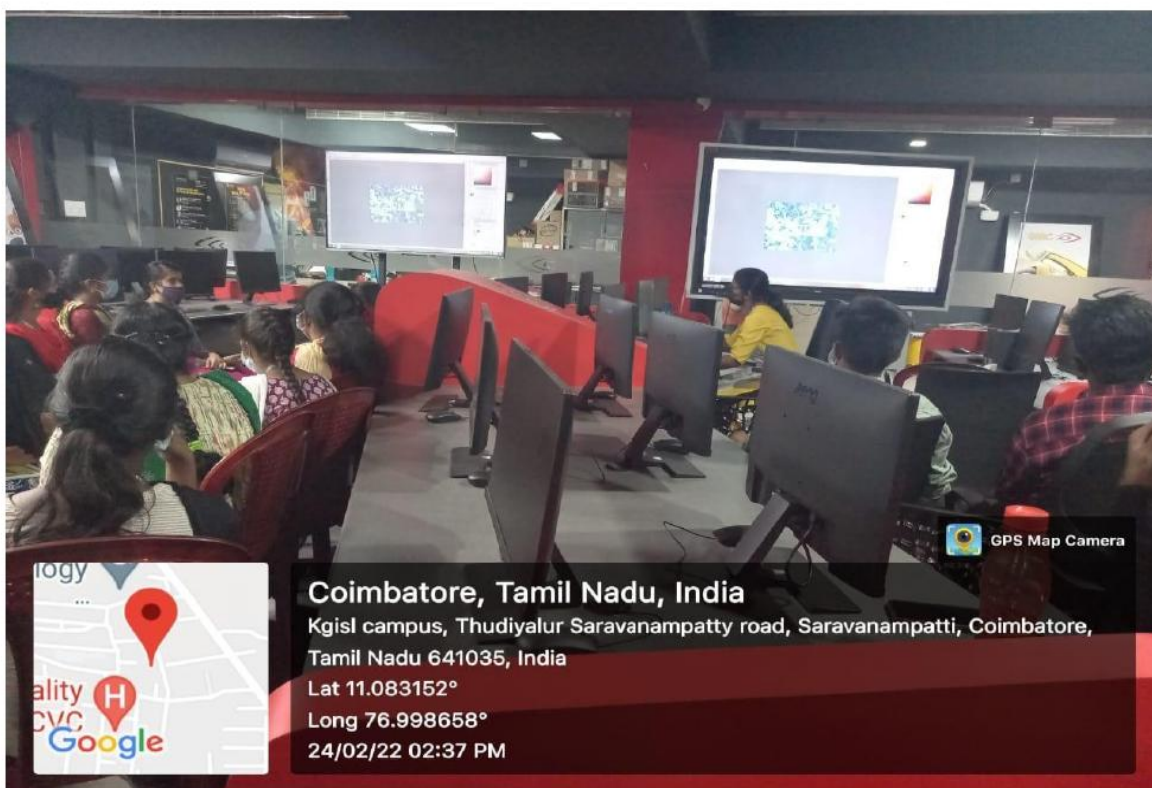 GPS Map Camera
logy
ality
CVC
H
Google
Coimbatore, Tamil Nadu, India
Kgisl campus, Thudiyalur Saravanampatty road, Saravanampatti, Coimbatore,
Tamil Nadu 641035, India
Lat 11.083152°
Long 76.998658°
24/02/22 02:37 PM